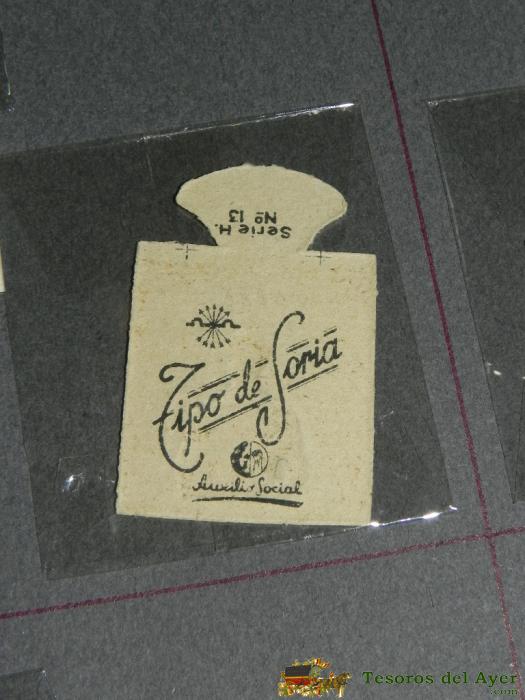 Serie H.
Nº 13
Tipo de Soria
Auxilio Social
Tesoros del Ayer
.com